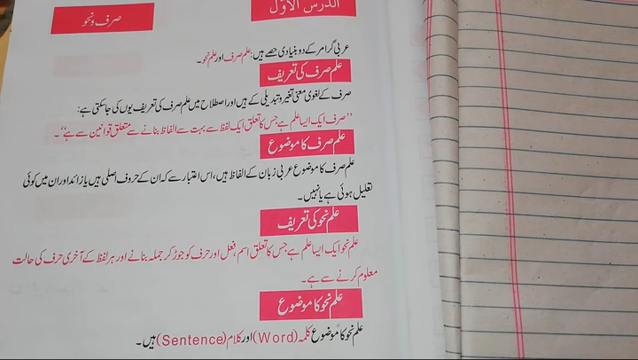 الدرس الاوّل
صرف ونحو
عربی گرامر کے دو بنیادی حصے ہیں: علم صرف اور علم نحو۔
علم صرف کی تعریف
صرف کے لغوی معنی تغیر و تبدیلی کے ہیں اور اصطلاح میں علم صرف کی تعریف یوں کی جا سکتی ہے:
”صرف ایک ایسا علم ہے جس کا تعلق ایک لفظ سے بہت سے الفاظ بنانے سے متعلق قوانین سے ہے“۔
علم صرف کا موضوع
علم صرف کا موضوع عربی زبان کے الفاظ ہیں، اس اعتبار سے کہ ان کے حروف اصلی ہیں یا زائد اور ان میں کوئی
تعلیل ہوئی ہے یا نہیں۔
علم نحو کی تعریف
علم نحو ایک ایسا علم ہے جس کا تعلق اسم، فعل اور حرف کو جوڑ کر جملہ بنانے اور ہر لفظ کے آخری حرف کی حالت
معلوم کرنے سے ہے۔
علم نحو کا موضوع
علم نحو کا موضوع کلمہ (Word) اور کلام (Sentence) ہیں۔